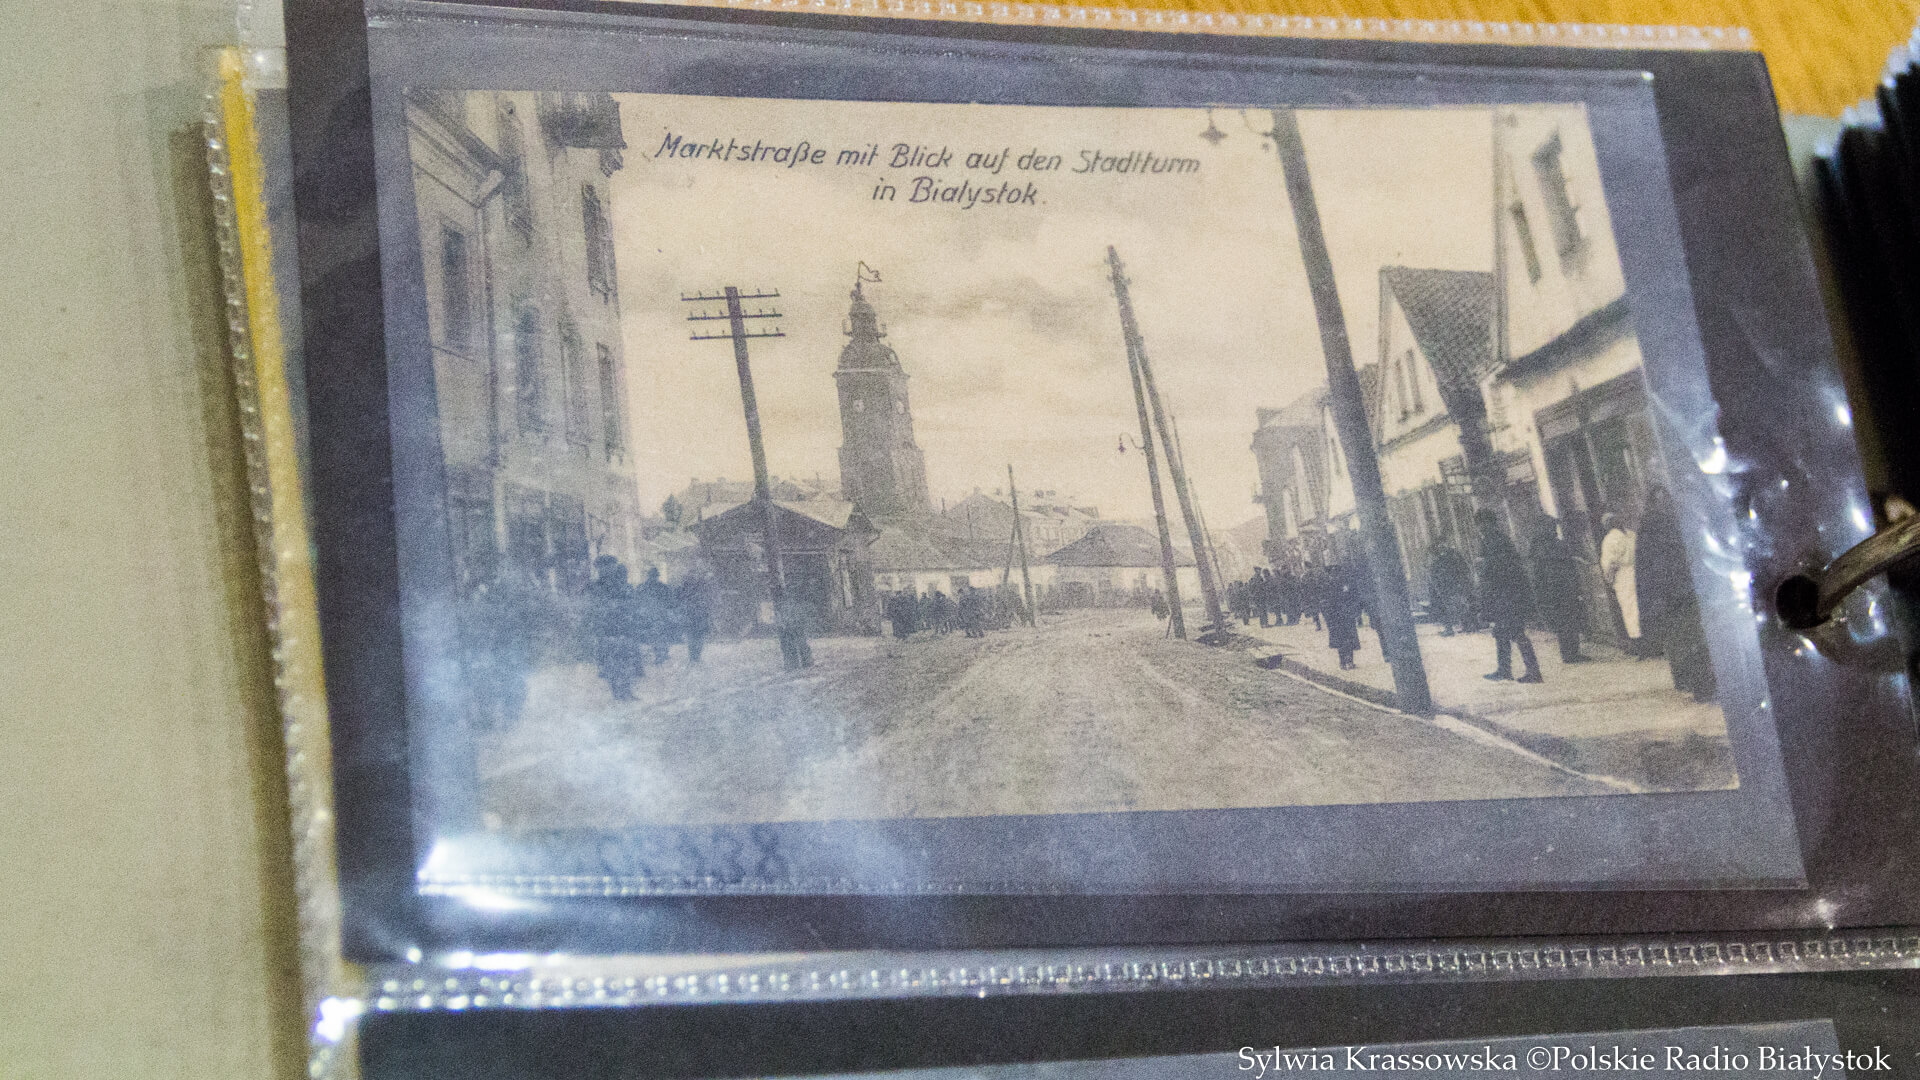 Marktstraße mit Blick auf den Stadtturm
in Bialystok.
Sylwia Krassowska ©Polskie Radio Białystok